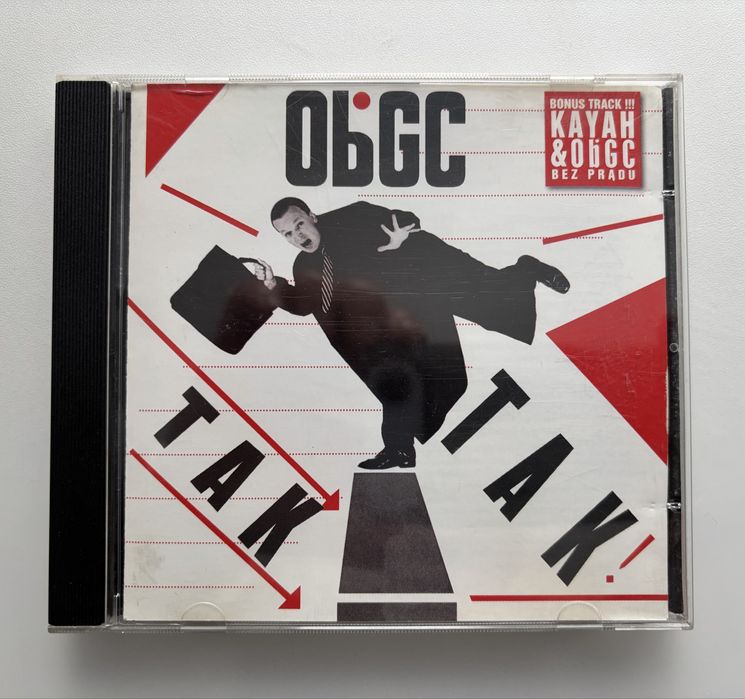 ObGC
BONUS TRACK !!!
KAYAH
&ObGC
BEZ PRĄDU
TAK
TAK!